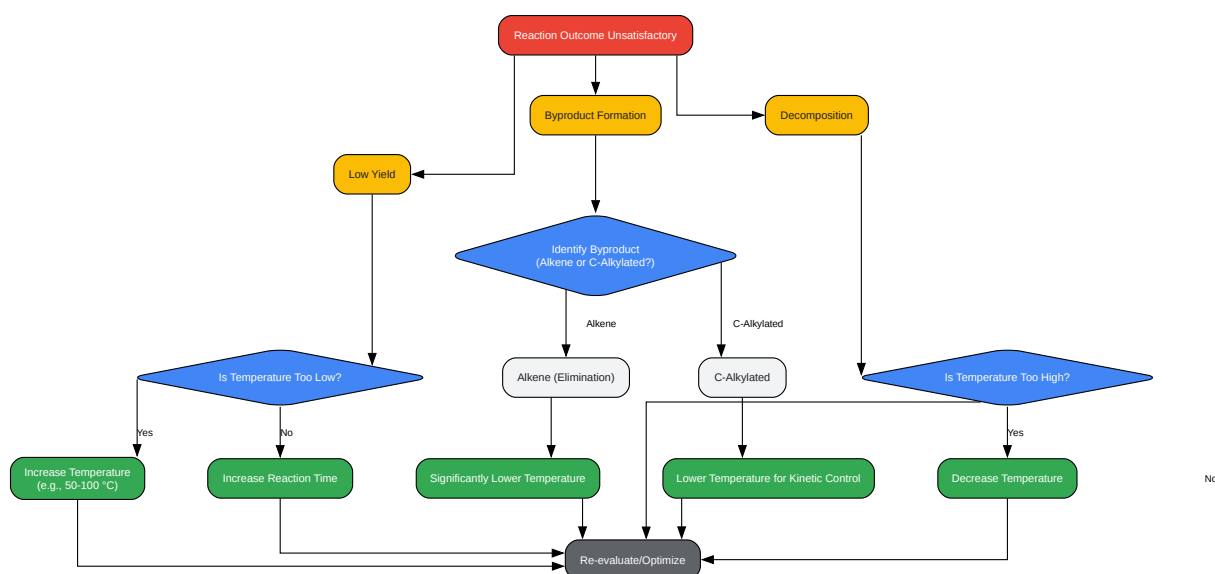 Reaction Outcome Unsatisfactory
Byproduct Formation
Decomposition
Low Yield
Identify Byproduct
(Alkene or C-Alkylated?)
Alkene
C-Alkylated
Is Temperature Too Low?
Alkene (Elimination)
C-Alkylated
Is Temperature Too High?
Yes
No
Yes
Increase Temperature
(e.g., 50-100 °C)
Increase Reaction Time
Significantly Lower Temperature
Lower Temperature for Kinetic Control
Decrease Temperature
No
Re-evaluate/Optimize